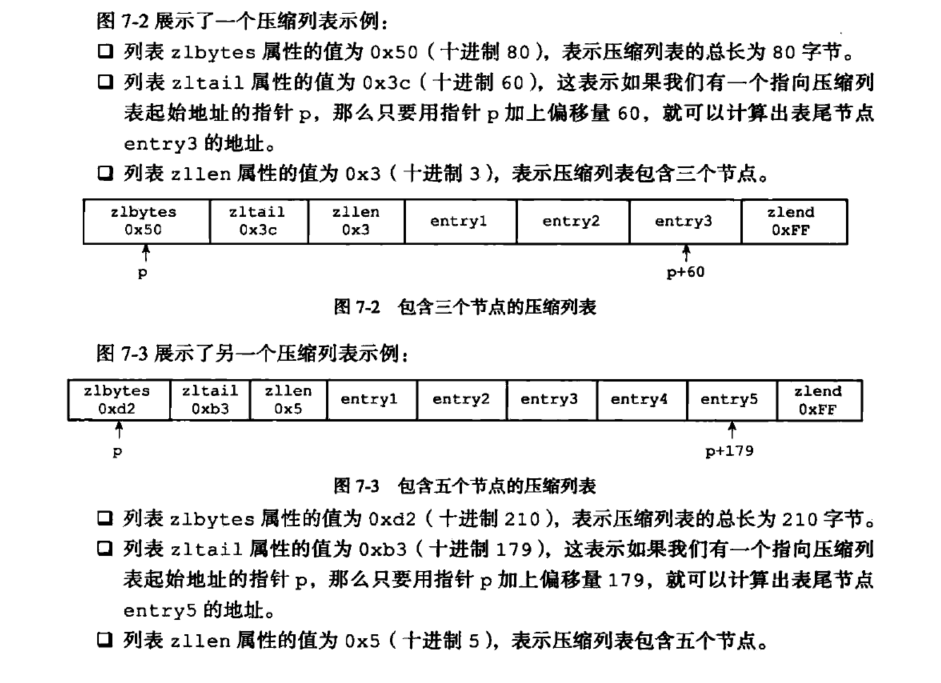 图 7-2 展示了一个压缩列表示例：
❑ 列表 zlbytes 属性的值为 0x50（十进制 80），表示压缩列表的总长为 80 字节。
❑ 列表 zltail 属性的值为 0x3c（十进制 60），这表示如果我们有一个指向压缩列
表起始地址的指针 p，那么只要用指针 p 加上偏移量 60，就可以计算出表尾节点
entry3 的地址。
❑ 列表 zllen 属性的值为 0x3（十进制 3），表示压缩列表包含三个节点。
zlbytes zltail zllen entry1 entry2 entry3 zlend
0x50 0x3c 0x3 0xFF
p p+60
图 7-2 包含三个节点的压缩列表
图 7-3 展示了另一个压缩列表示例：
zlbytes zltail zllen entry1 entry2 entry3 entry4 entry5 zlend
0xd2 0xb3 0x5 0xFF
p p+179
图 7-3 包含五个节点的压缩列表
❑ 列表 zlbytes 属性的值为 0xd2（十进制 210），表示压缩列表的总长为 210 字节。
❑ 列表 zltail 属性的值为 0xb3（十进制 179），这表示如果我们有一个指向压缩列
表起始地址的指针 p，那么只要用指针 p 加上偏移量 179，就可以计算出表尾节点
entry5 的地址。
❑ 列表 zllen 属性的值为 0x5（十进制 5），表示压缩列表包含五个节点。